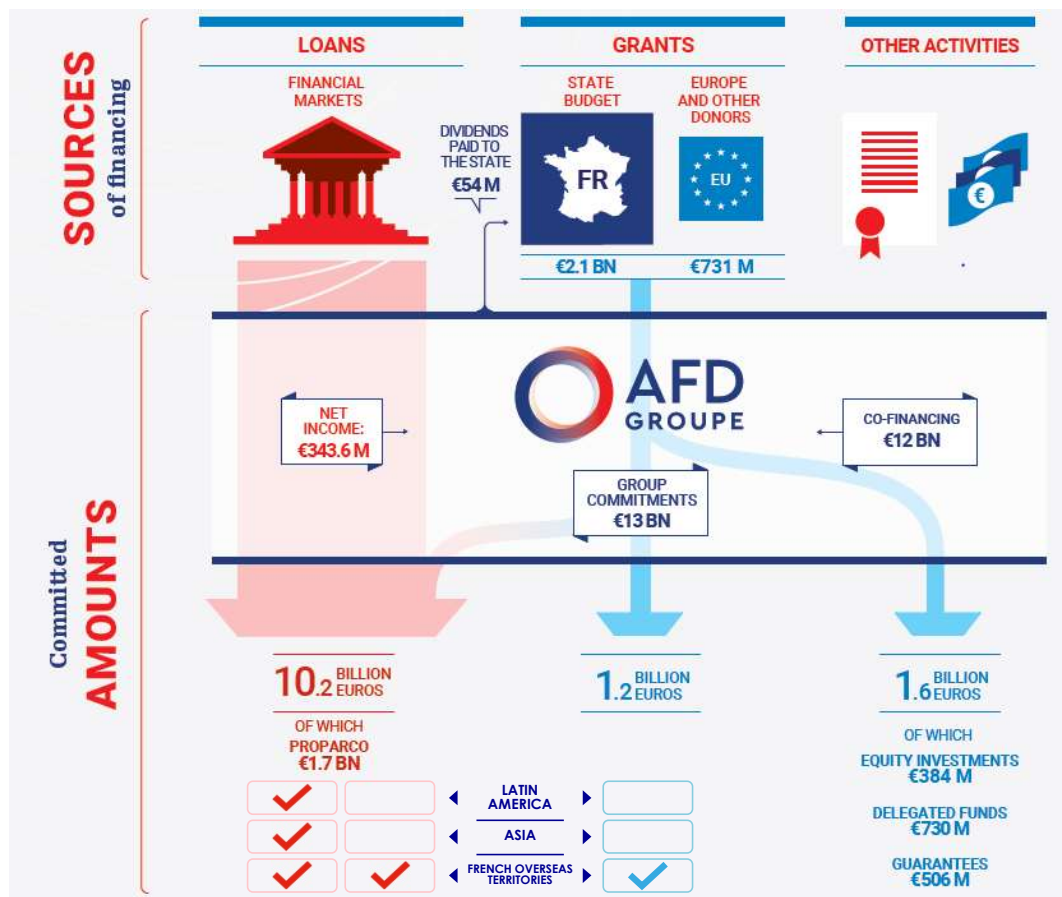 SOURCES
of financing
LOANS
FINANCIAL
MARKETS
DIVIDENDS
PAID TO
THE STATE
€54 M
GRANTS
STATE
BUDGET
FR
€2.1 BN
EUROPE
AND OTHER
DONORS
EU
€731 M
OTHER ACTIVITIES
€
Committed
AMOUNTS
NET
INCOME:
€343.6 M
AFD
GROUPE
GROUP
COMMITMENTS
€13 BN
CO-FINANCING
€12 BN
10.2 BILLION
EUROS
OF WHICH
PROPARCO
€1.7 BN
1.2 BILLION
EUROS
1.6 BILLION
EUROS
OF WHICH
EQUITY INVESTMENTS
€384 M
DELEGATED FUNDS
€730 M
GUARANTEES
€506 M
LATIN
AMERICA
ASIA
FRENCH OVERSEAS
TERRITORIES